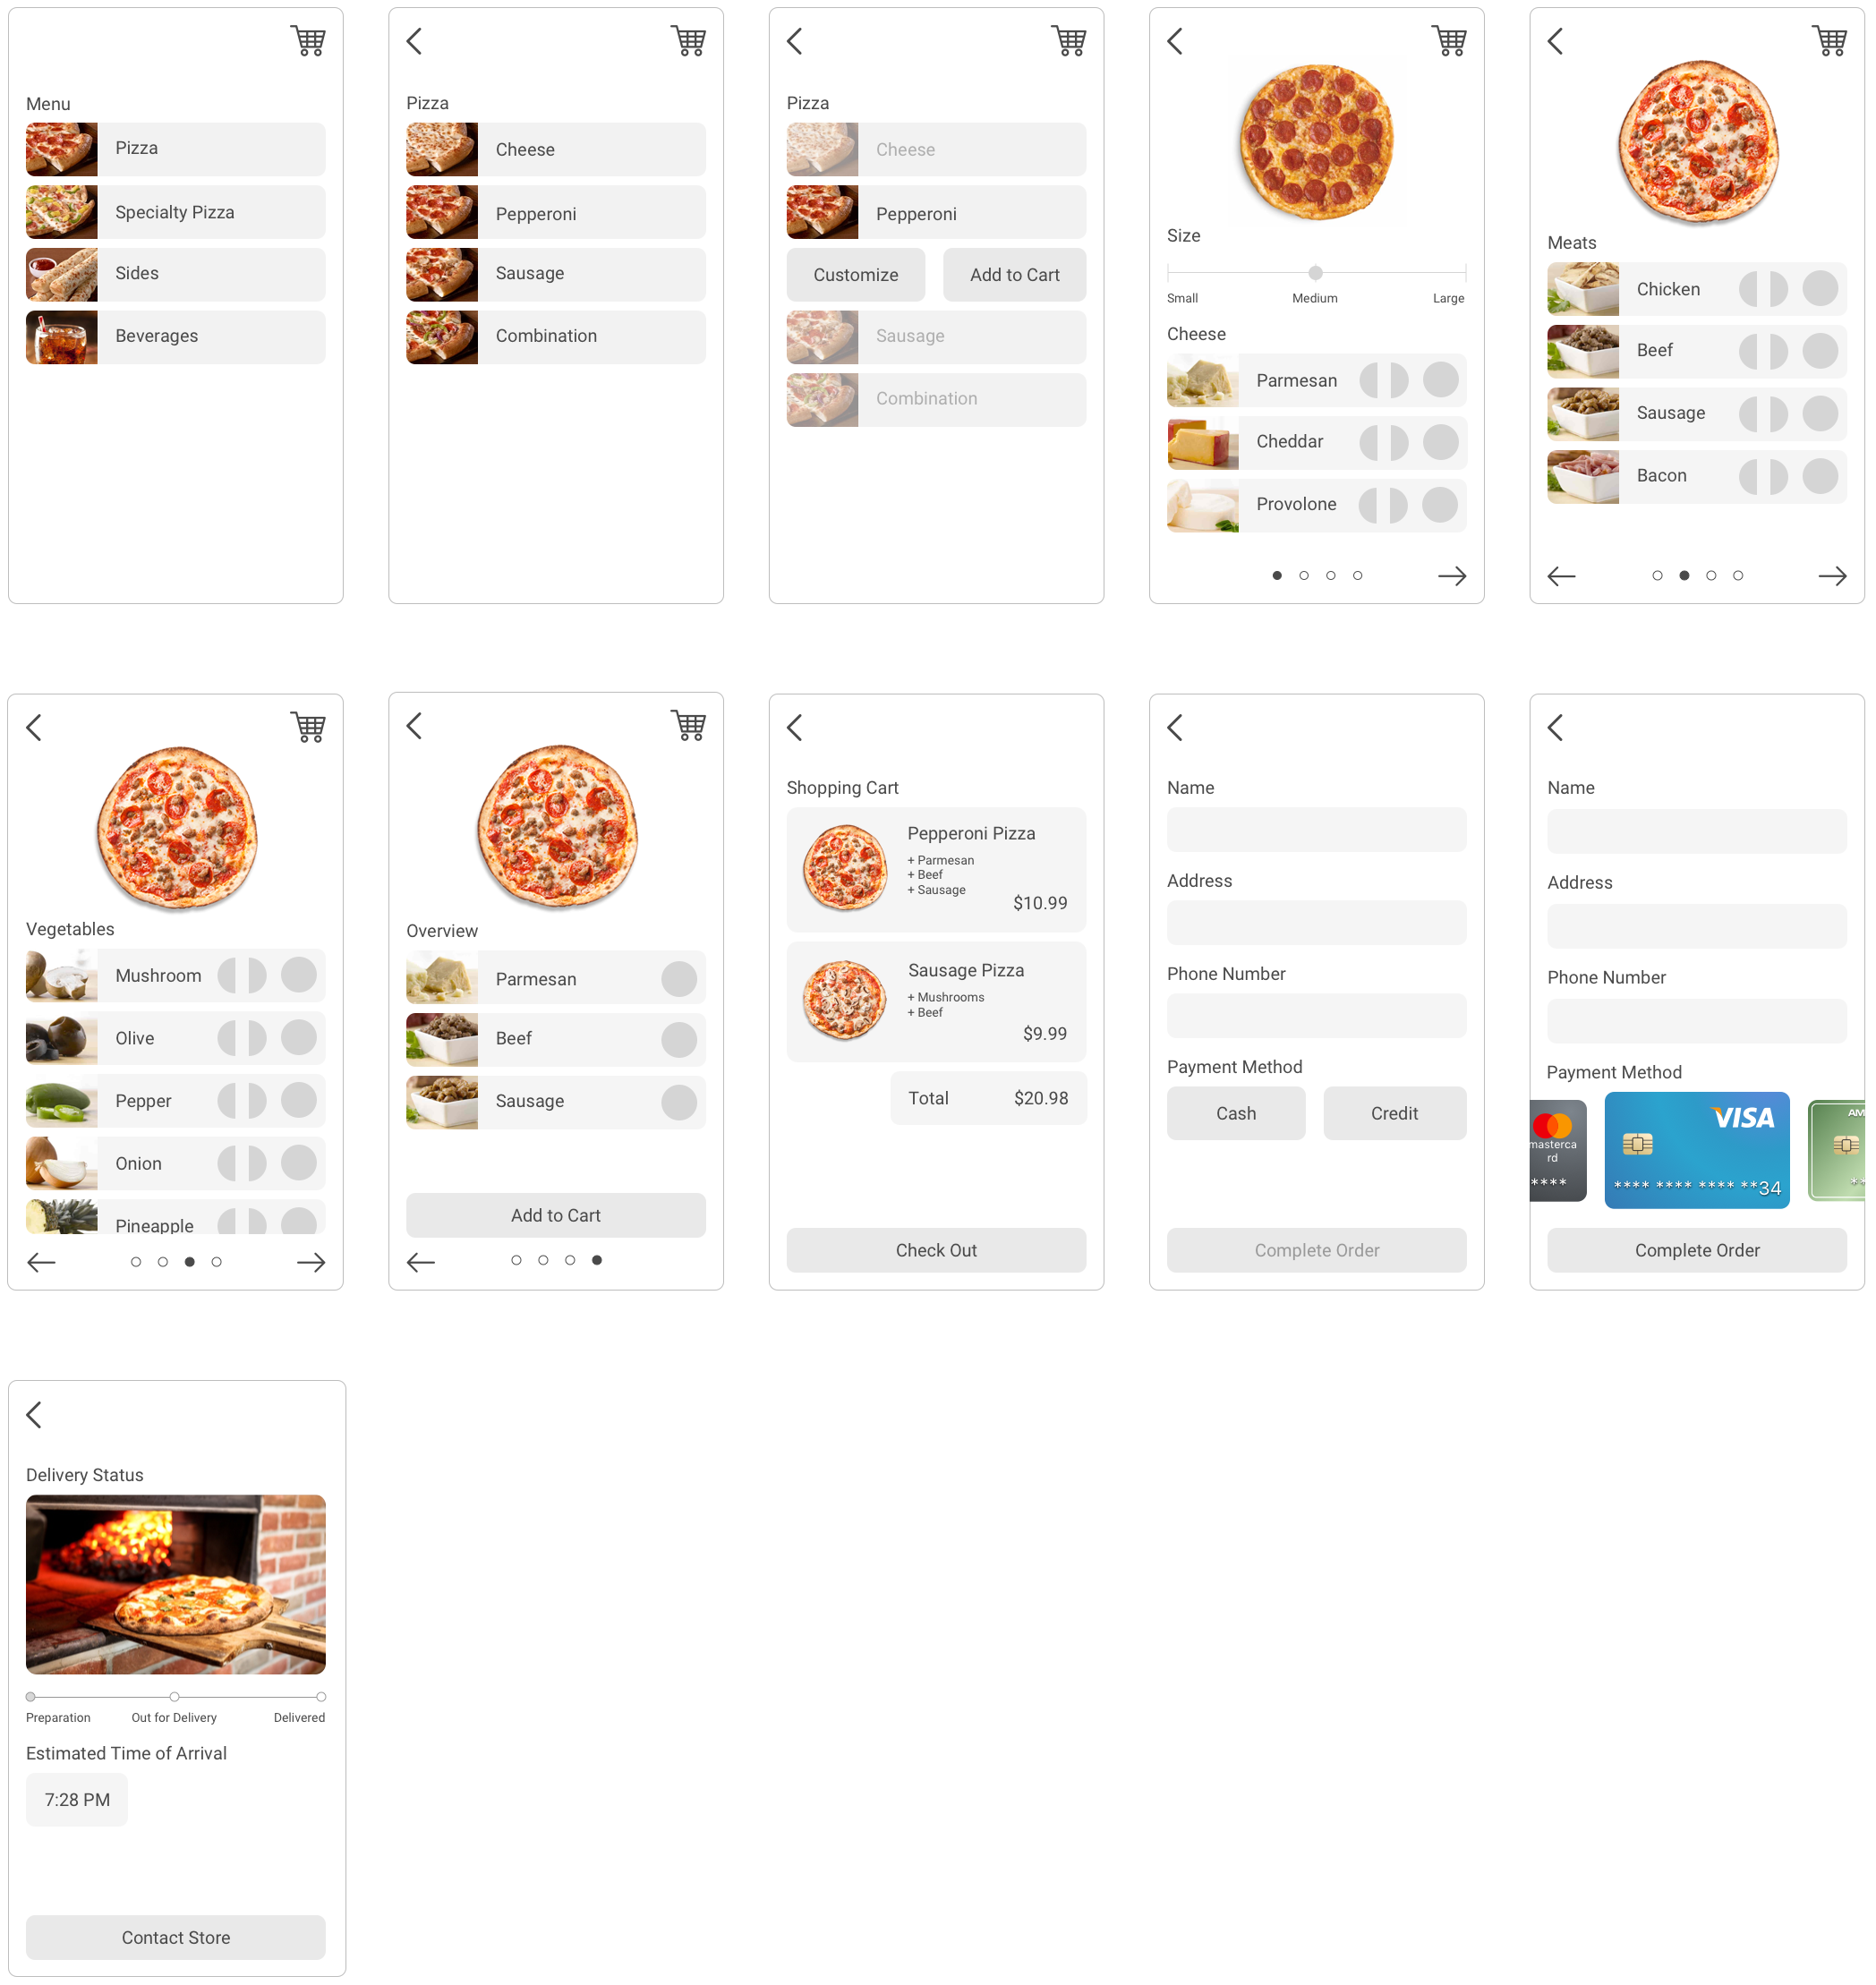 Menu
Pizza
Specialty Pizza
Sides
Beverages
Pizza
Cheese
Pepperoni
Sausage
Combination
Pizza
Cheese
Pepperoni
Customize
Add to Cart
Sausage
Combination
Size
Small
Medium
Large
Cheese
Parmesan
Cheddar
Provolone
Meats
Chicken
Beef
Sausage
Bacon
Vegetables
Mushroom
Olive
Pepper
Onion
Pineapple
Overview
Parmesan
Beef
Sausage
Add to Cart
Shopping Cart
Pepperoni Pizza
+ Parmesan
+ Beef
+ Sausage
$10.99
Sausage Pizza
+ Mushrooms
+ Beef
$9.99
Total $20.98
Check Out
Name
Address
Phone Number
Payment Method
Cash
Credit
Complete Order
Name
Address
Phone Number
Payment Method
masterca
rd
****
VISA
**** **** **** **34
AM
**
Complete Order
Delivery Status
Preparation
Out for Delivery
Delivered
Estimated Time of Arrival
7:28 PM
Contact Store